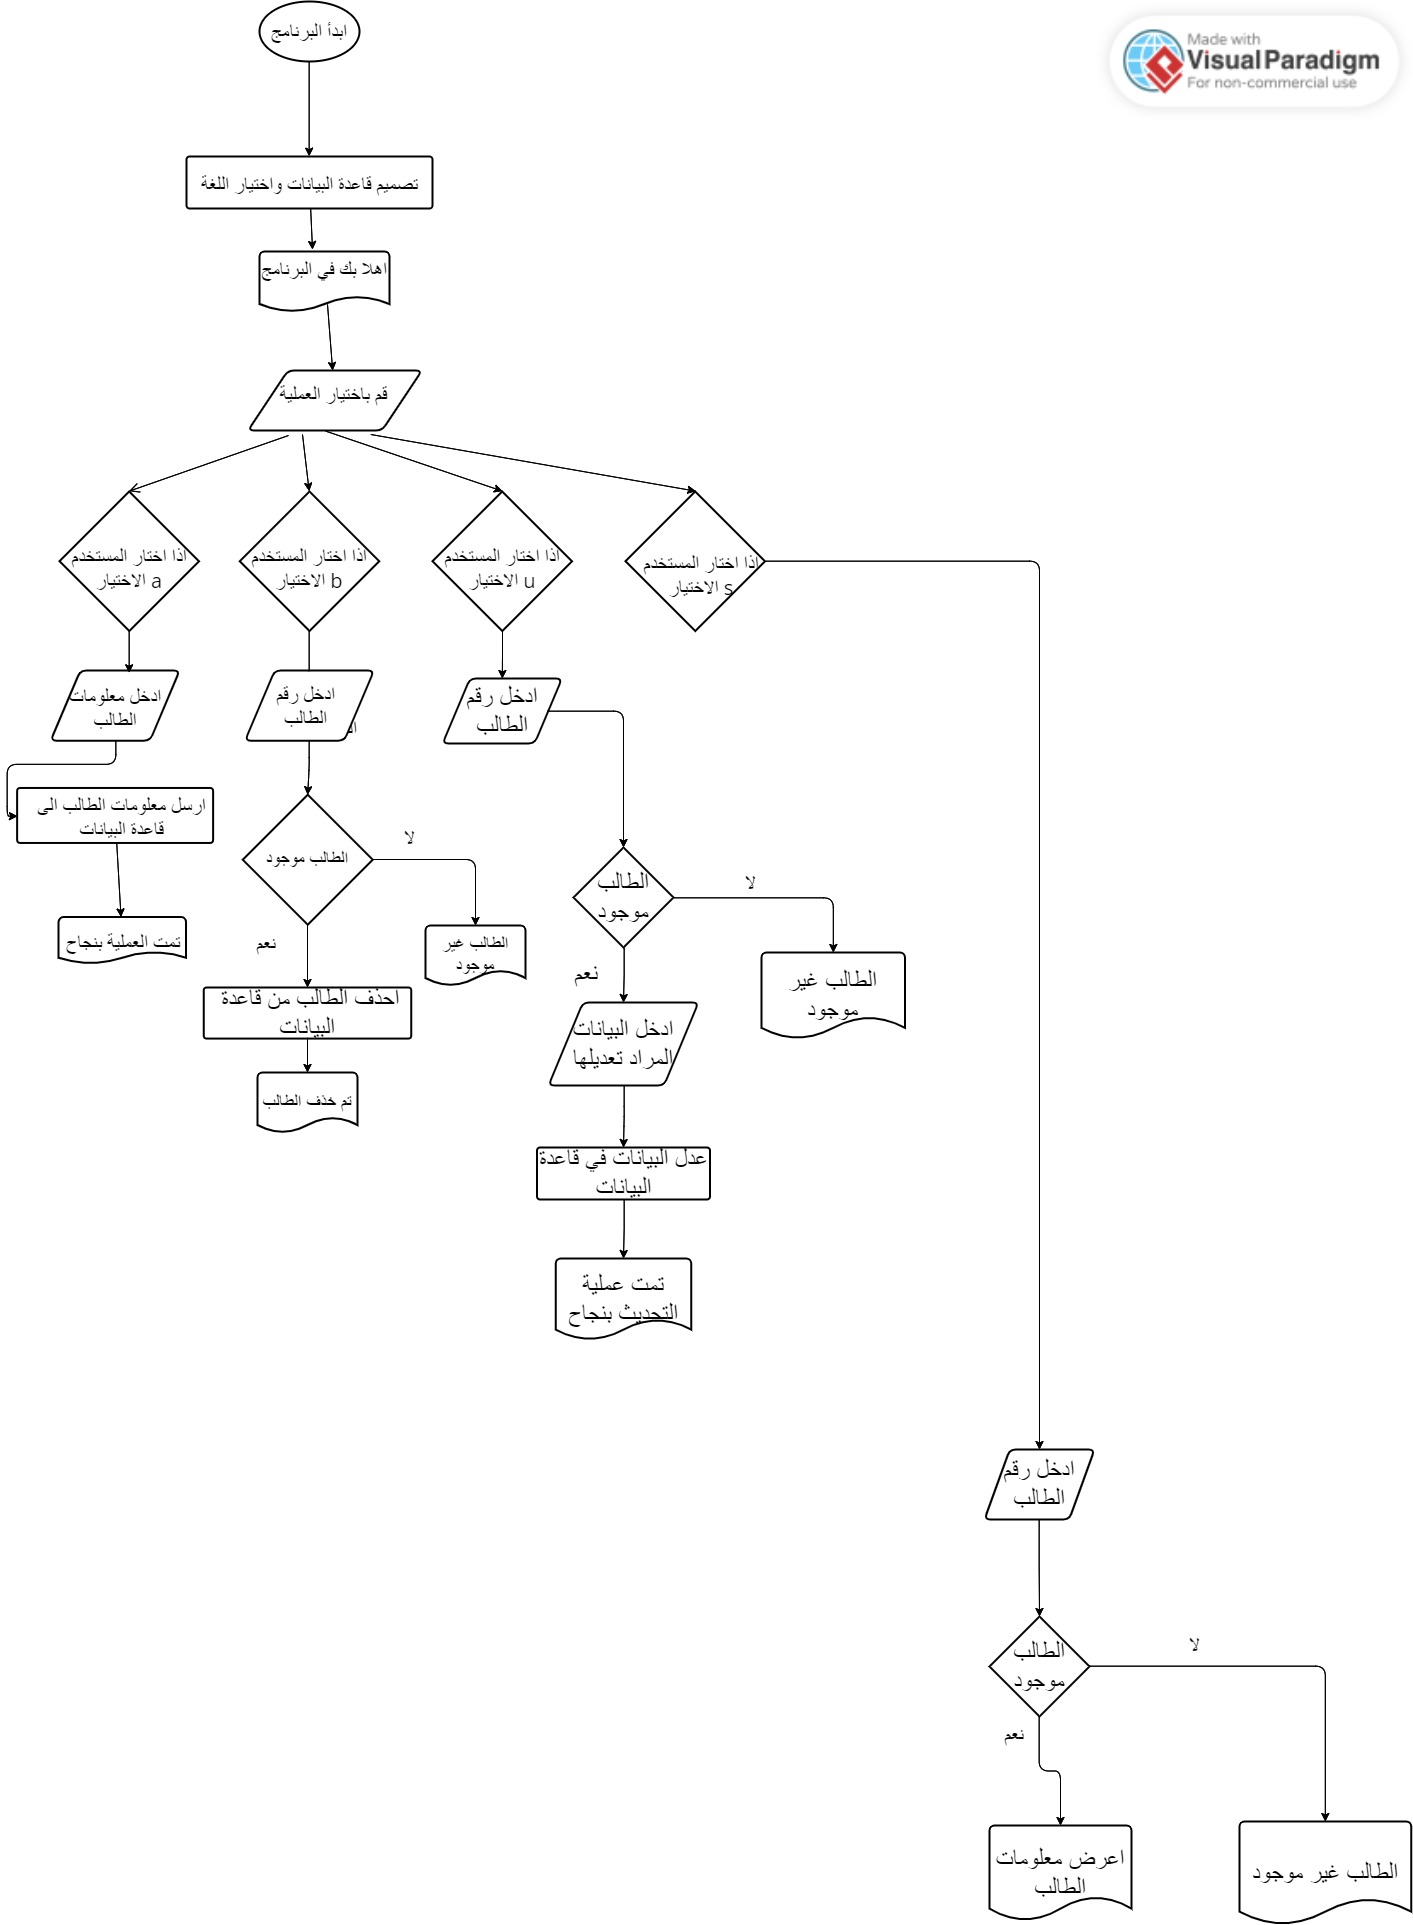 ابدأ البرنامج
Made with
Visual Paradigm
For non-commercial use
تصميم قاعدة البيانات واختيار اللغة
اهلا بك في البرنامج
قم باختيار العملية
اذا اختار المستخدم
الاختيار a
اذا اختار المستخدم
الاختيار b
اذا اختار المستخدم
الاختيار u
إذا اختار المستخدم
الاختيار s
ادخل معلومات
الطالب
ادخل رقم
الطالب
ادخل رقم
الطالب
ارسل معلومات الطالب الى
قاعدة البيانات
تمت العملية بنجاح
الطالب موجود
لا
نعم
الطالب غير
موجود
احذف الطالب من قاعدة
البيانات
تم خذف الطالب
الطالب
موجود
لا
نعم
الطالب غير
موجود
ادخل البيانات
المراد تعديلها
عدل البيانات في قاعدة
البيانات
تمت عملية
التحديث بنجاح
ادخل رقم
الطالب
الطالب
موجود
لا
نعم
اعرض معلومات
الطالب
الطالب غير موجود